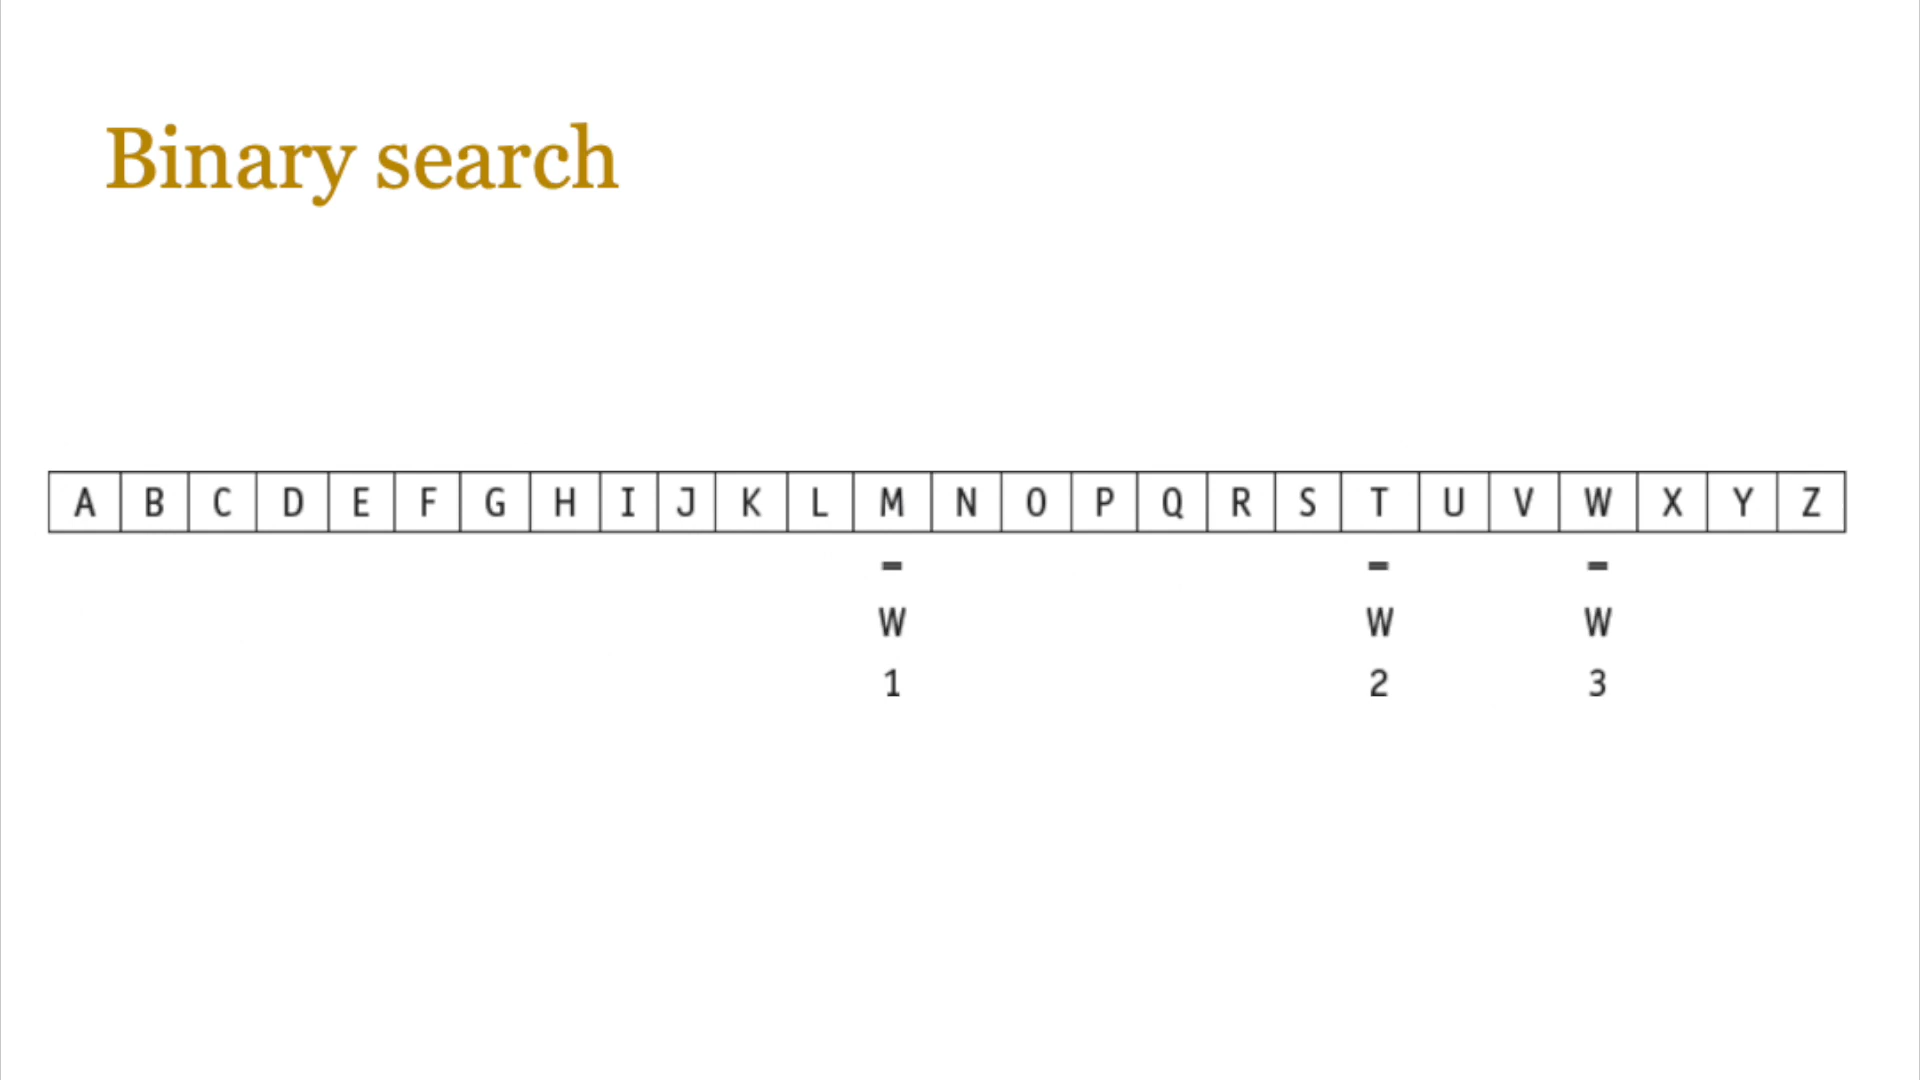 Binary search
A B C D E F G H I J K L M N O P Q R S T U V W X Y Z
= = =
W W W
1 2 3